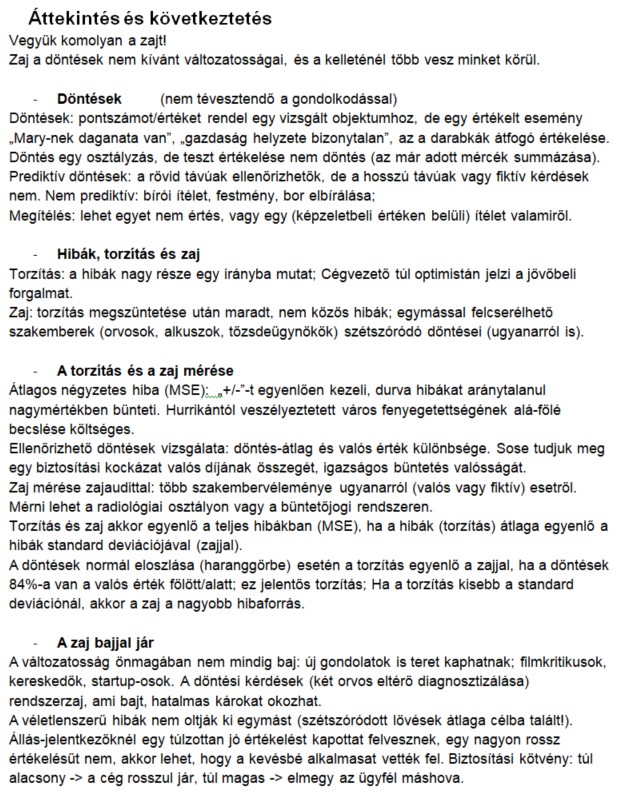 Áttekintés és következtetés
Vegyük komolyan a zajt!
Zaj a döntések nem kívánt változatosságai, és a kelleténél több vesz minket körül.
- Döntések (nem tévesztendő a gondolkodással)
Döntések: pontszámot/értéket rendel egy vizsgált objektumhoz, de egy értékelt esemény
„Mary-nek daganata van”, „gazdaság helyzete bizonytalan”, az a darabkák átfogó értékelése.
Döntés egy osztályzás, de teszt értékelése nem döntés (az már adott mércék summázása).
Prediktív döntések: a rövid távúak ellenőrizhetők, de a hosszú távúak vagy fiktív kérdések
nem. Nem prediktív: bírói ítélet, festmény, bor elbírálása;
Megítélés: lehet egyet nem értés, vagy egy (képzeletbeli értéken belüli) ítélet valamiről.
- Hibák, torzítás és zaj
Torzítás: a hibák nagy része egy irányba mutat; Cégvezető túl optimistán jelzi a jövőbeli
forgalmat.
Zaj: torzítás megszűntetése után maradt, nem közös hibák; egymással felcserélhető
szakemberek (orvosok, alkuszok, tőzsdeügynökök) szétszóródó döntései (ugyanarról is).
- A torzítás és a zaj mérése
Átlagos négyzetes hiba (MSE): „+/-”-t egyenlően kezeli, durva hibákat aránytalanul
nagymértékben bünteti. Hurrikántól veszélyeztetett város fenyegetettségének alá-fölé
becslése költséges.
Ellenőrizhető döntések vizsgálata: döntés-átlag és valós érték különbsége. Sose tudjuk meg
egy biztosítási kockázat valós díjának összegét, igazságos büntetés valósságát.
Zaj mérése zajaudittal: több szakembervéleménye ugyanarról (valós vagy fiktív) esetről.
Mérni lehet a radiológiai osztályon vagy a büntetőjogi rendszeren.
Torzítás és zaj akkor egyenlő a teljes hibákban (MSE), ha a hibák (torzítás) átlaga egyenlő a
hibák standard deviációjával (zajjal).
A döntések normál eloszlása (haranggörbe) esetén a torzítás egyenlő a zajjal, ha a döntések
84%-a van a valós érték fölött/alatt; ez jelentős torzítás; Ha a torzítás kisebb a standard
deviációnál, akkor a zaj a nagyobb hibaforrás.
- A zaj bajjal jár
A változatosság önmagában nem mindig baj: új gondolatok is teret kaphatnak; filmkritikusok,
kereskedők, startup-osok. A döntési kérdések (két orvos eltérő diagnosztizálása)
rendszerzaj, ami bajt, hatalmas károkat okozhat.
A véletlenszerű hibák nem oltják ki egymást (szétszóródott lövések átlaga célba talált!).
Állás-jelentkezőknél egy túlzottan jó értékelést kapottat felvesznek, egy nagyon rossz
értékelésűt nem, akkor lehet, hogy a kevésbé alkalmasat vették fel. Biztosítási kötvény: túl
alacsony -> a cég rosszul jár, túl magas -> elmegy az ügyfél máshova.